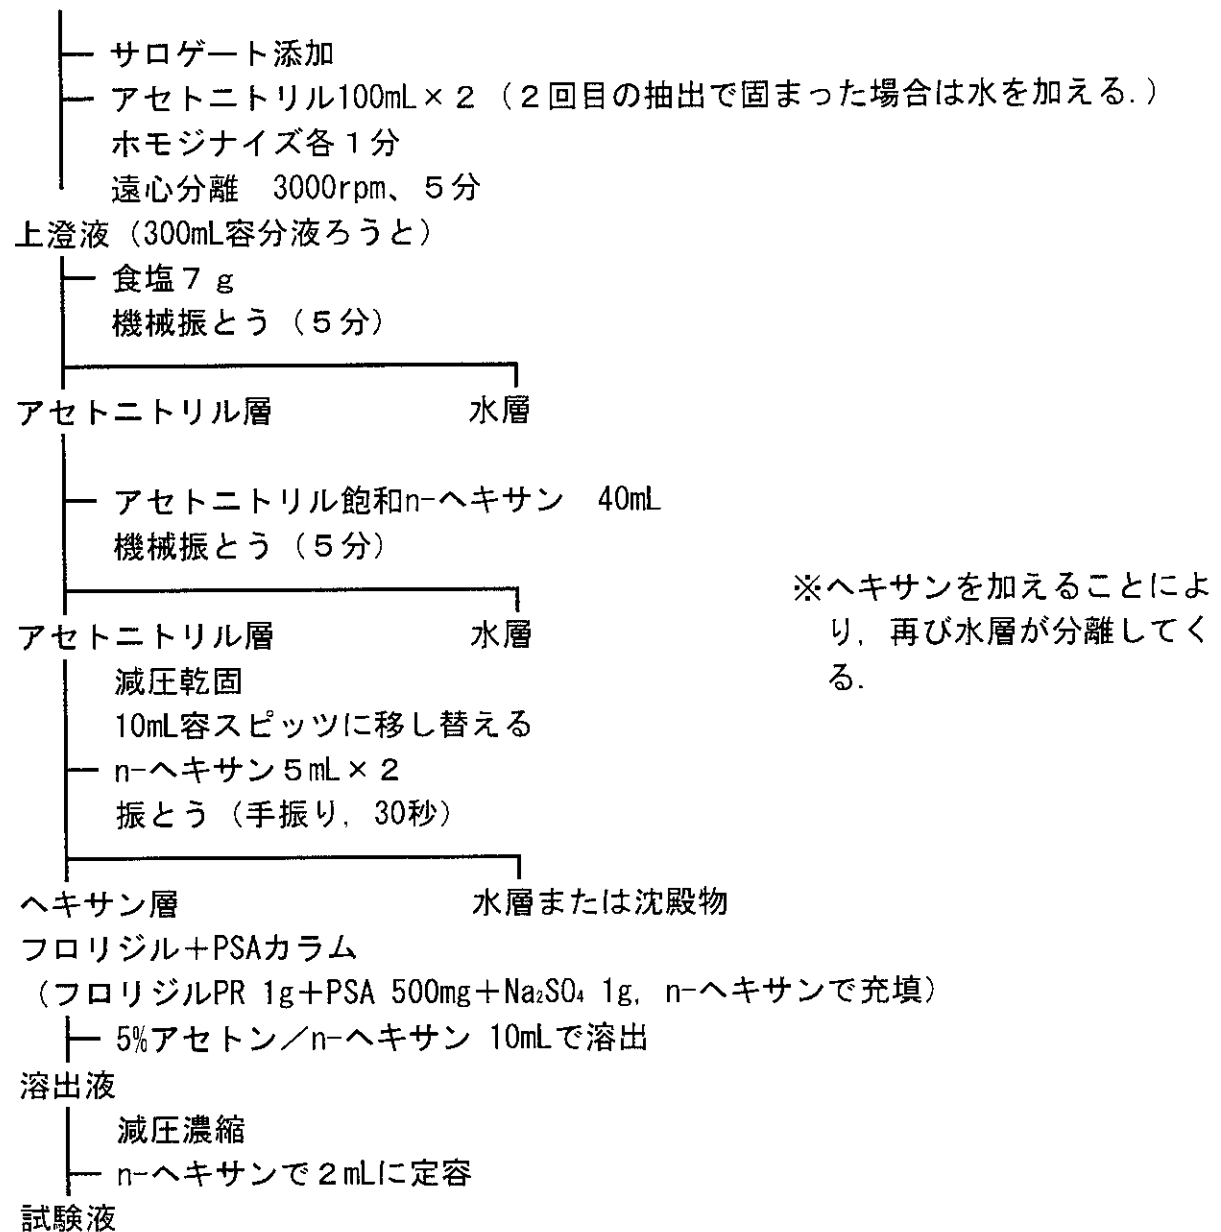 サロゲート添加
アセトニトリル100mL×2（2回目の抽出で固まった場合は水を加える.）
ホモジナイズ各1分
遠心分離　3000rpm、5分
上澄液（300mL容分液ろうと）
食塩7 g
機械振とう（5分）
アセトニトリル層　水層
アセトニトリル飽和n-ヘキサン　40mL
機械振とう（5分）
※ヘキサンを加えることによ
り，再び水層が分離してく
る.
アセトニトリル層　水層
減圧乾固
10mL容スピッツに移し替える
n-ヘキサン5mL×2
振とう（手振り，30秒）
ヘキサン層　水層または沈殿物
フロリジル＋PSAカラム
（フロリジルPR 1g＋PSA 500mg＋Na₂SO₄ 1g，n-ヘキサンで充填）
5%アセトン／n-ヘキサン 10mLで溶出
溶出液
減圧濃縮
n-ヘキサンで2mLに定容
試験液